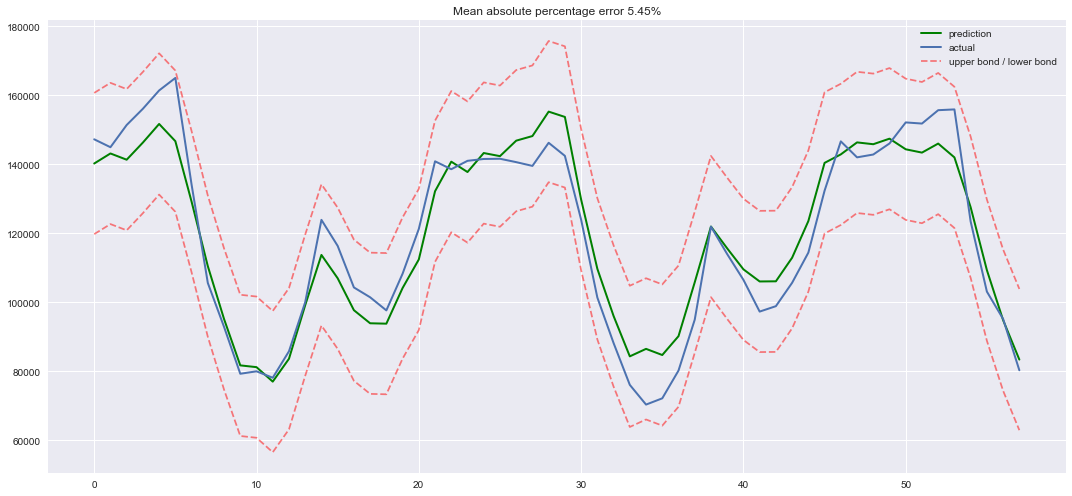 Mean absolute percentage error 5.45%
180000
160000
140000
120000
100000
80000
60000
prediction
actual
upper bond / lower bond
0 10 20 30 40 50